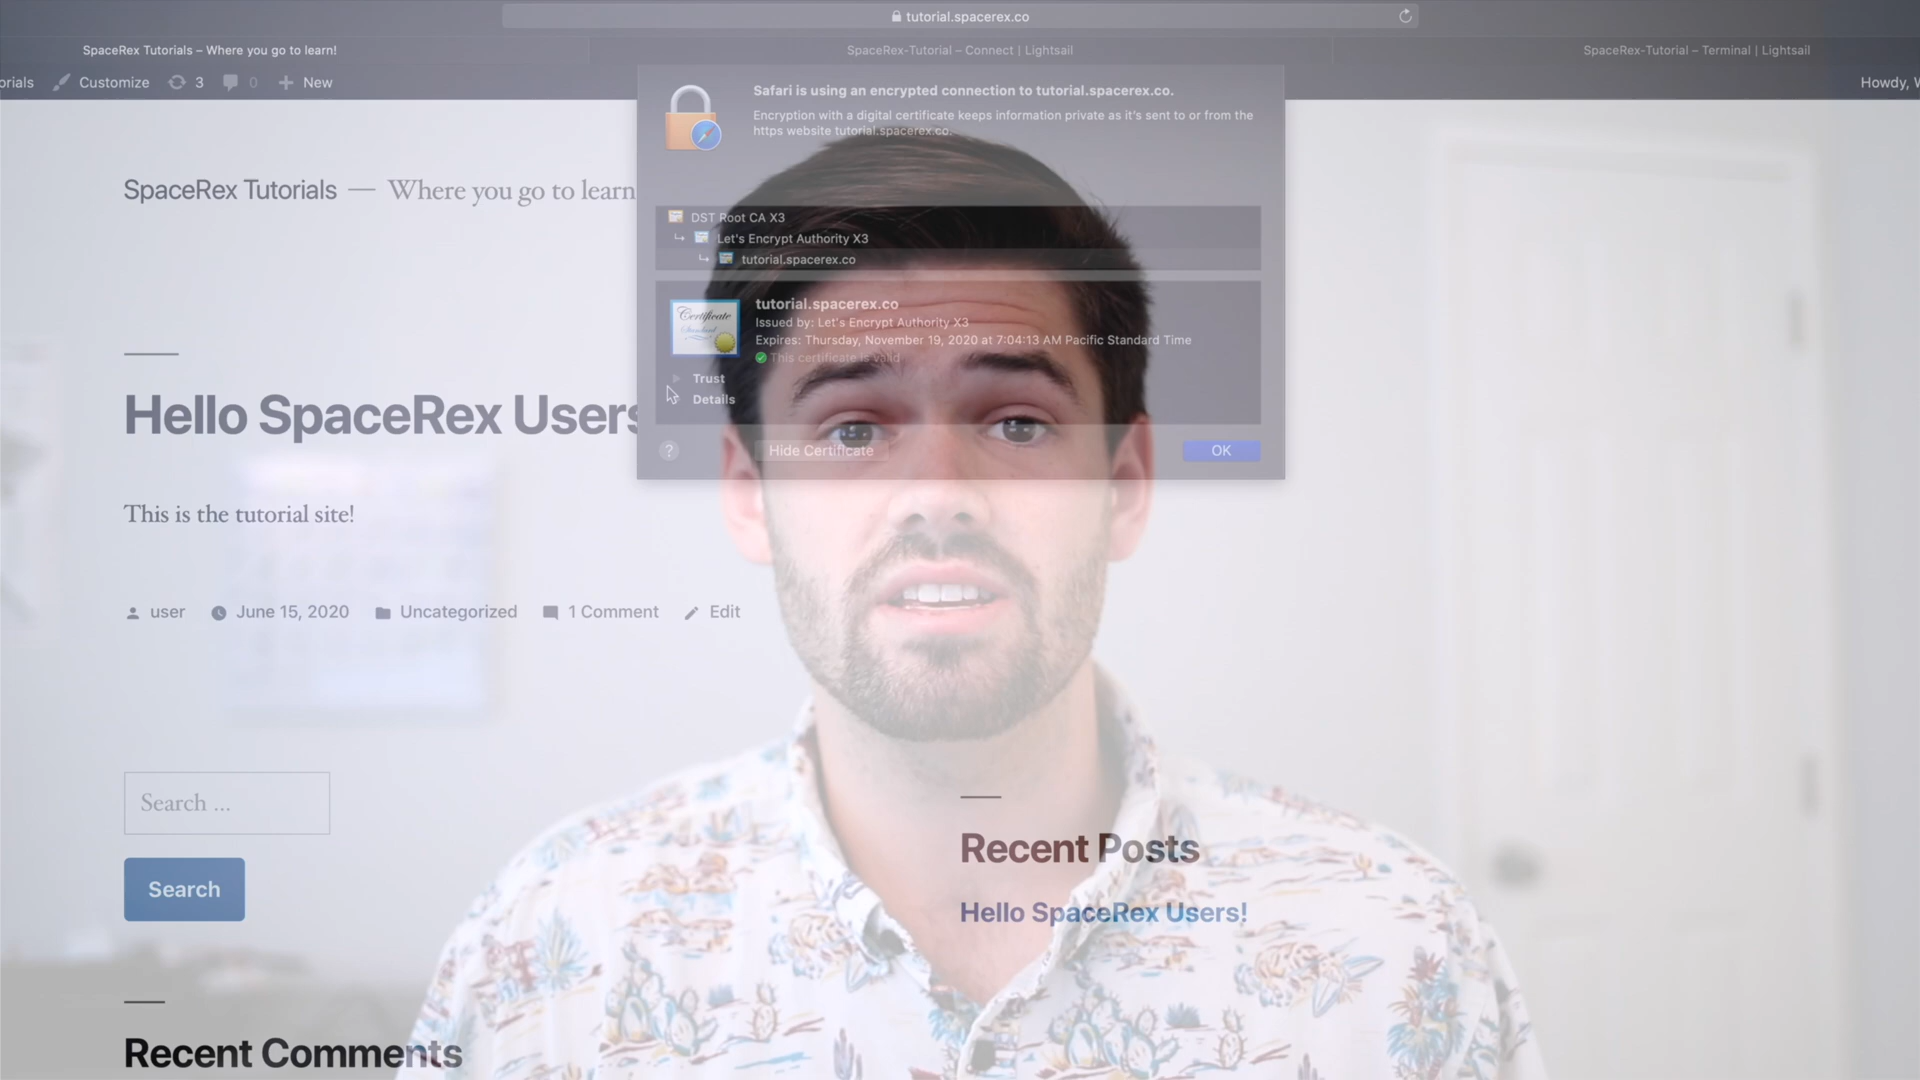 tutorial.spacerex.co
SpaceRex Tutorials – Where you go to learn!
SpaceRex-Tutorial – Connect | Lightsail
SpaceRex-Tutorial – Terminal | Lightsail
orials
Customize
3
0
New
Howdy, W
Safari is using an encrypted connection to tutorial.spacerex.co.
Encryption with a digital certificate keeps information private as it's sent to or from the
https website tutorial.spacerex.co.
SpaceRex Tutorials — Where you go to learn
DST Root CA X3
Let's Encrypt Authority X3
tutorial.spacerex.co
Certificate
Standard
tutorial.spacerex.co
Issued by: Let's Encrypt Authority X3
Expires: Thursday, November 19, 2020 at 7:04:13 AM Pacific Standard Time
This certificate is valid
Trust
Details
?
Hide Certificate
OK
Hello SpaceRex Users
This is the tutorial site!
user
June 15, 2020
Uncategorized
1 Comment
Edit
Search ...
Search
Recent Posts
Hello SpaceRex Users!
Recent Comments